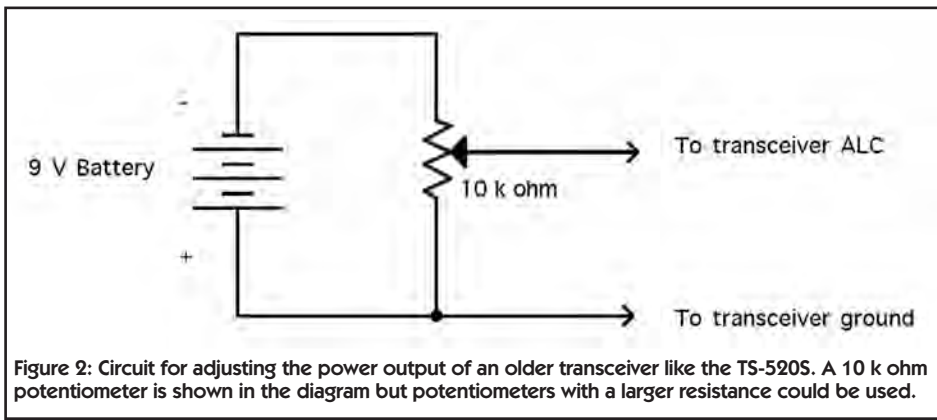 -
9 V Battery
+
10 k ohm
To transceiver ALC
To transceiver ground
Figure 2: Circuit for adjusting the power output of an older transceiver like the TS-520S. A 10 k ohm
potentiometer is shown in the diagram but potentiometers with a larger resistance could be used.